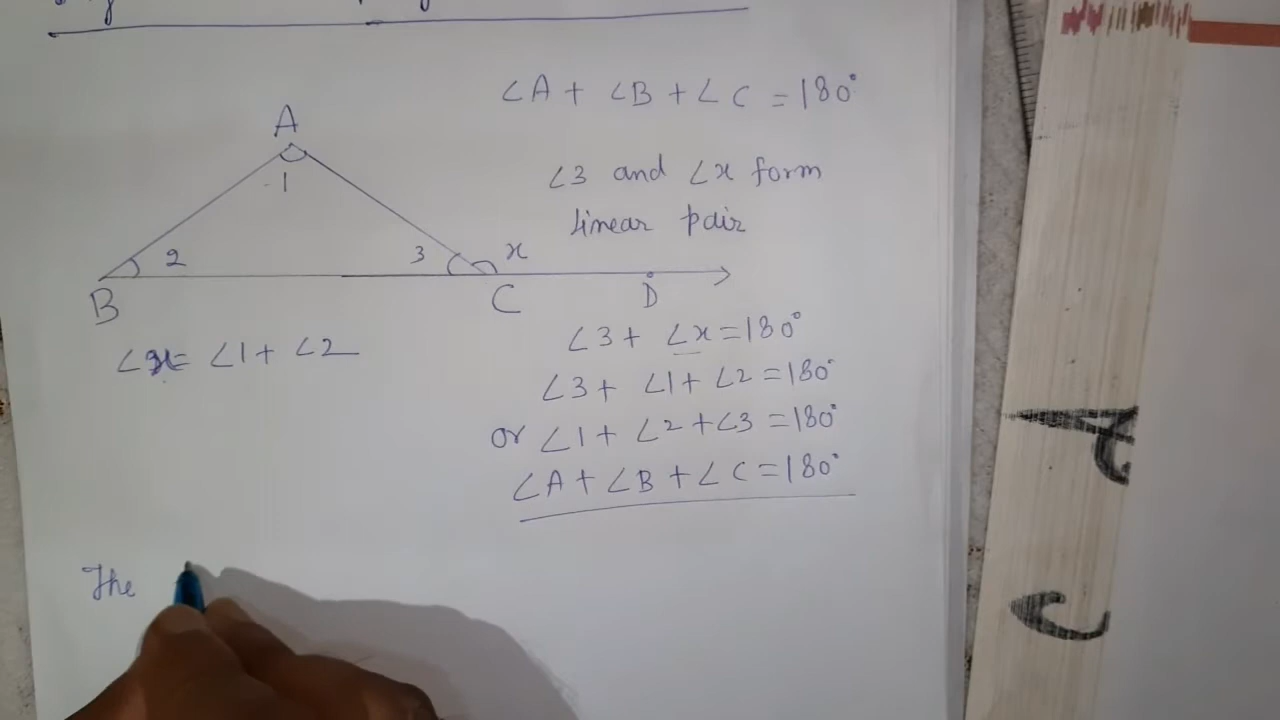 ∠A + ∠B + ∠C = 180°
A
1
∠3 and ∠x form
linear pair
2
3
x
B
C
D
∠x = ∠1 + ∠2
∠3 + ∠x = 180°
∠3 + ∠1 + ∠2 = 180°
or ∠1 + ∠2 + ∠3 = 180°
∠A + ∠B + ∠C = 180°
The
A
C